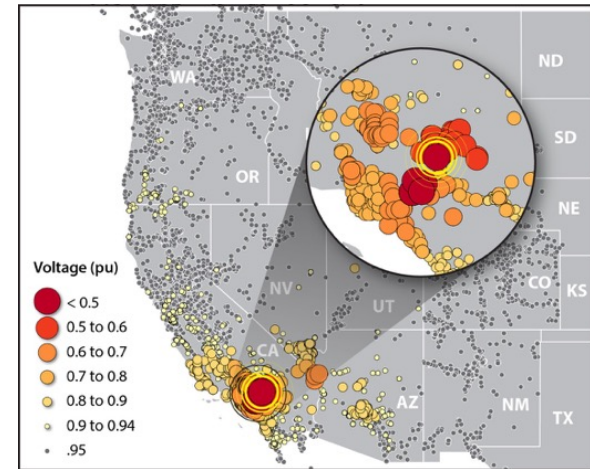 WA
ND
SD
OR
NE
NV
UT
CO
KS
CA
AZ
NM
TX
Voltage (pu)
< 0.5
0.5 to 0.6
0.6 to 0.7
0.7 to 0.8
0.8 to 0.9
0.9 to 0.94
.95